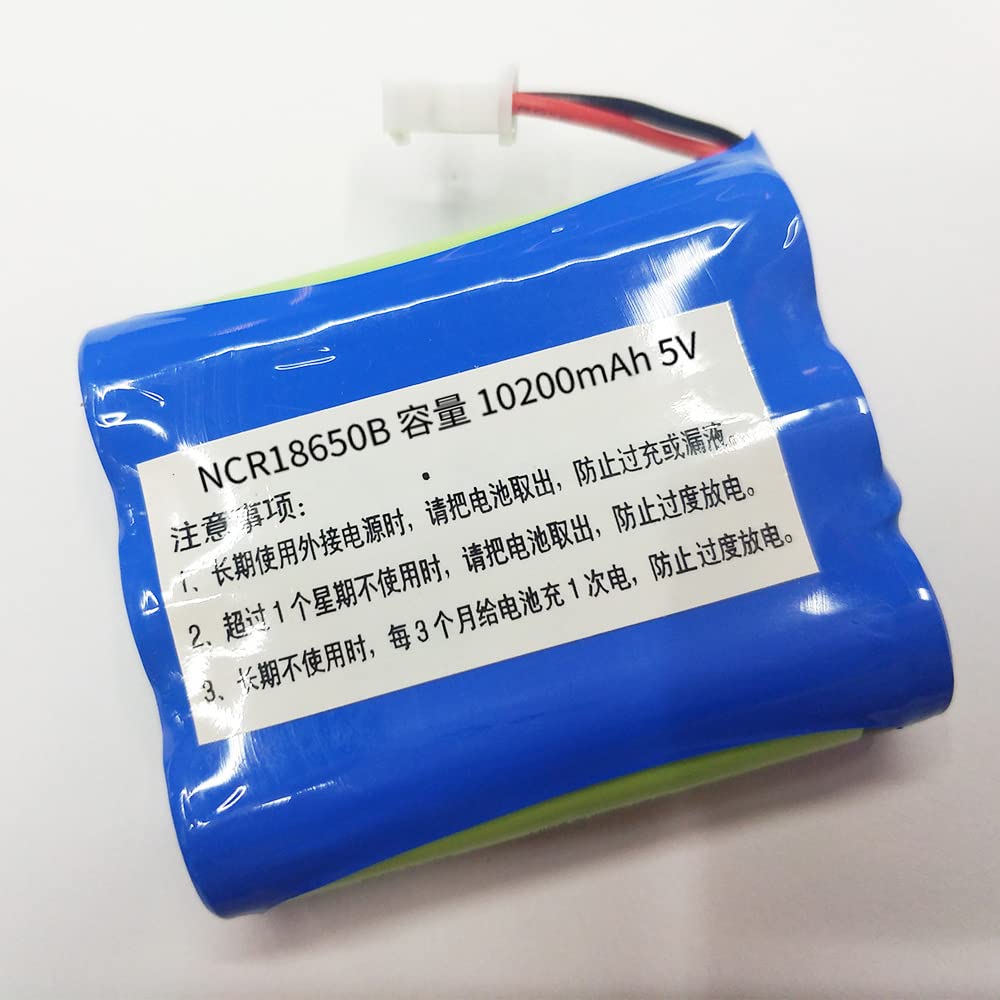 NCR18650B 容量 10200mAh 5V
注意事项：
1、长期使用外接电源时，请把电池取出，防止过充或漏液。
2、超过1个星期不使用时，请把电池取出，防止过度放电。
3、长期不使用时，每3个月给电池充1次电，防止过度放电。